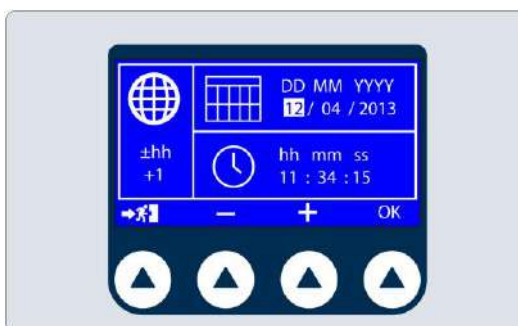 DD MM YYYY
12 / 04 / 2013
±hh
+1
hh mm ss
11 : 34 : 15
− + OK